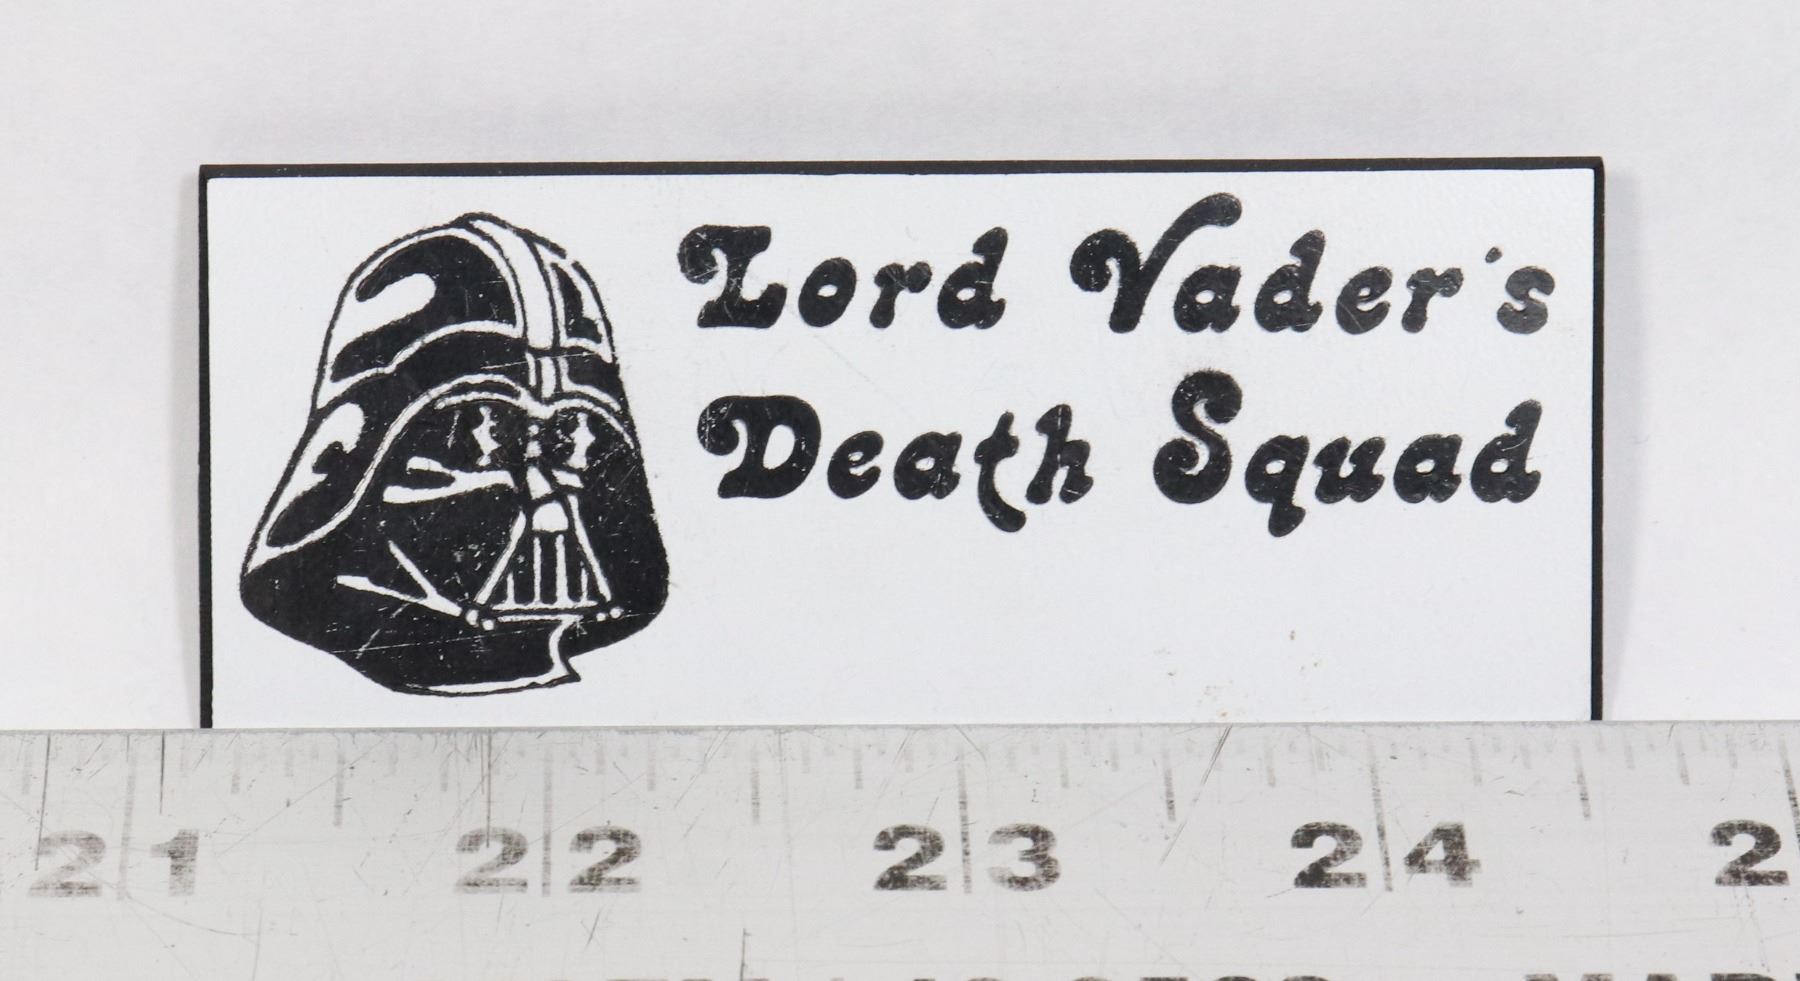 Lord Vader's
Death Squad
21 22 23 24 2